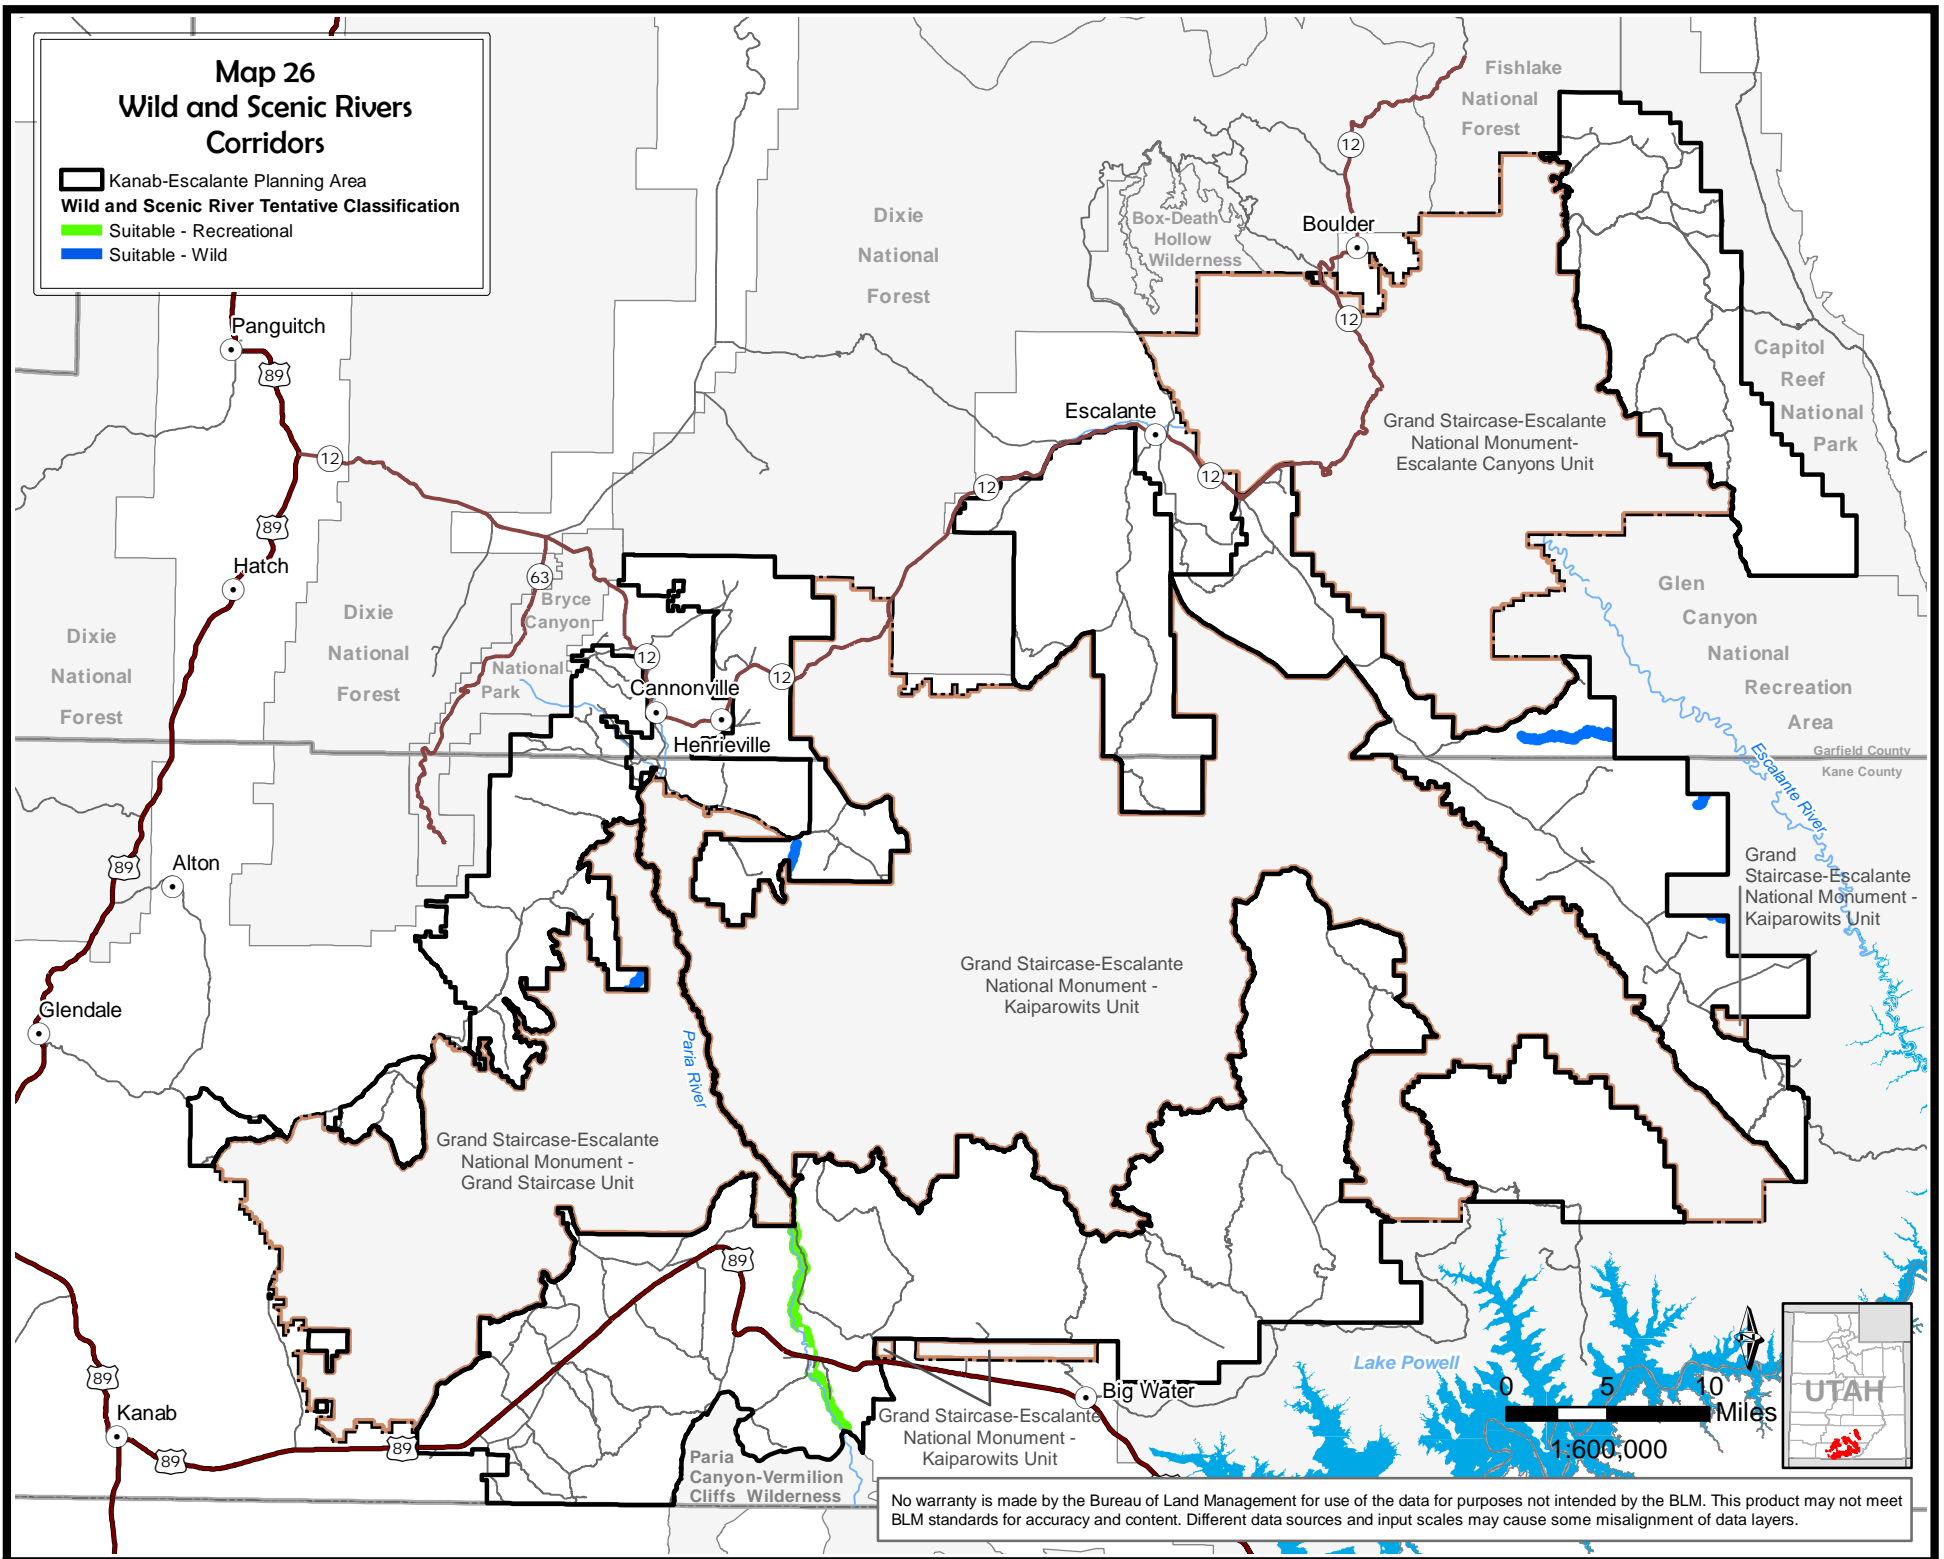 Map 26
Wild and Scenic Rivers
Corridors
Kanab-Escalante Planning Area
Wild and Scenic River Tentative Classification
Suitable - Recreational
Suitable - Wild
Fishlake
National
Forest
12
Boulder
Box-Death
Hollow
Wilderness
Dixie
National
Forest
12
Panguitch
89
Capitol
Reef
National
Park
Escalante
Grand Staircase-Escalante
National Monument-
Escalante Canyons Unit
12
12
12
89
Hatch
63
Bryce
Canyon
National
Park
Dixie
National
Forest
Dixie
National
Forest
Glen
Canyon
National
Recreation
Area
12
12
Cannonville
Henrieville
Garfield County
Kane County
Escalante River
89
Alton
Grand
Staircase-Escalante
National Monument -
Kaiparowits Unit
Grand Staircase-Escalante
National Monument -
Kaiparowits Unit
Glendale
Paria River
Grand Staircase-Escalante
National Monument -
Grand Staircase Unit
89
Lake Powell
89
Big Water
Kanab
89
89
Grand Staircase-Escalante
National Monument -
Kaiparowits Unit
Paria
Canyon-Vermilion
Cliffs Wilderness
0 5 10
Miles
1:600,000
N
UTAH
No warranty is made by the Bureau of Land Management for use of the data for purposes not intended by the BLM. This product may not meet
BLM standards for accuracy and content. Different data sources and input scales may cause some misalignment of data layers.